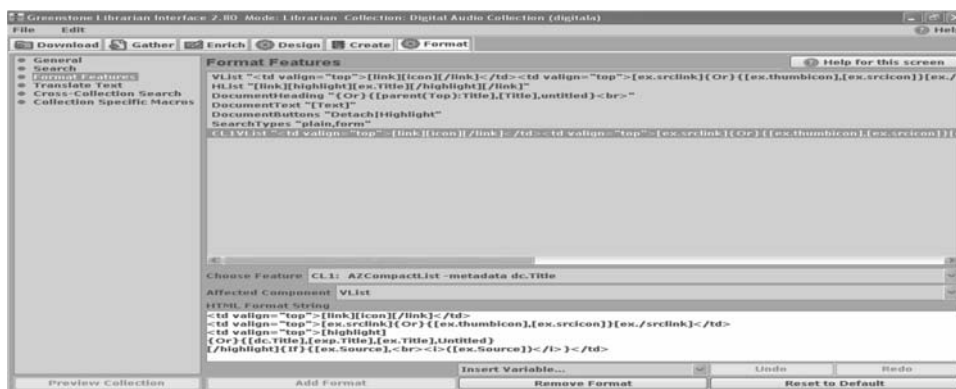 Greenstone Librarian Interface 2.80 Mode: Librarian Collection: Digital Audio Collection (digitala)
File Edit Help
Download Gather Enrich Design Create Format
General
Search
Format Features
Translate Text
Cross-Collection Search
Collection Specific Macros
Format Features Help for this screen
VList "<td valign="top">[link][icon][/link]</td><td valign="top">[ex.srclink]{Or}{[ex.thumbicon],[ex.srcicon]}[ex./
HList "[link][highlight][ex.Title][/highlight][/link]"
DocumentHeading "{Or}{[parent(Top):Title],[Title],untitled}<br>"
DocumentText "[Text]"
DocumentButtons "Detach|Highlight"
SearchTypes "plain,form"
CL1VList "<td valign="top">[link][icon][/link]</td><td valign="top">[ex.srclink]{Or}{[ex.thumbicon],[ex.srcicon]}[e
Choose Feature CL1: AZCompactList -metadata dc.Title
Affected Component VList
HTML Format String
<td valign="top">[link][icon][/link]</td>
<td valign="top">[ex.srclink]{Or}{[ex.thumbicon],[ex.srcicon]}[ex./srclink]</td>
<td valign="top">[highlight]
{Or}{[dc.Title],[exp.Title],[ex.Title],Untitled}
[/highlight]{If}{[ex.Source],<br><i>([ex.Source])</i>}</td>
Insert Variable... Undo Redo
Preview Collection Add Format Remove Format Reset to Default